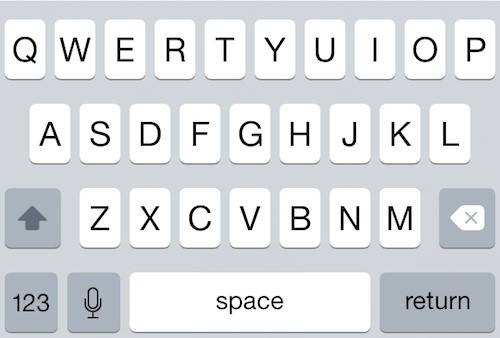 Q W E R T Y U I O P
A S D F G H J K L
Z X C V B N M
123 space return